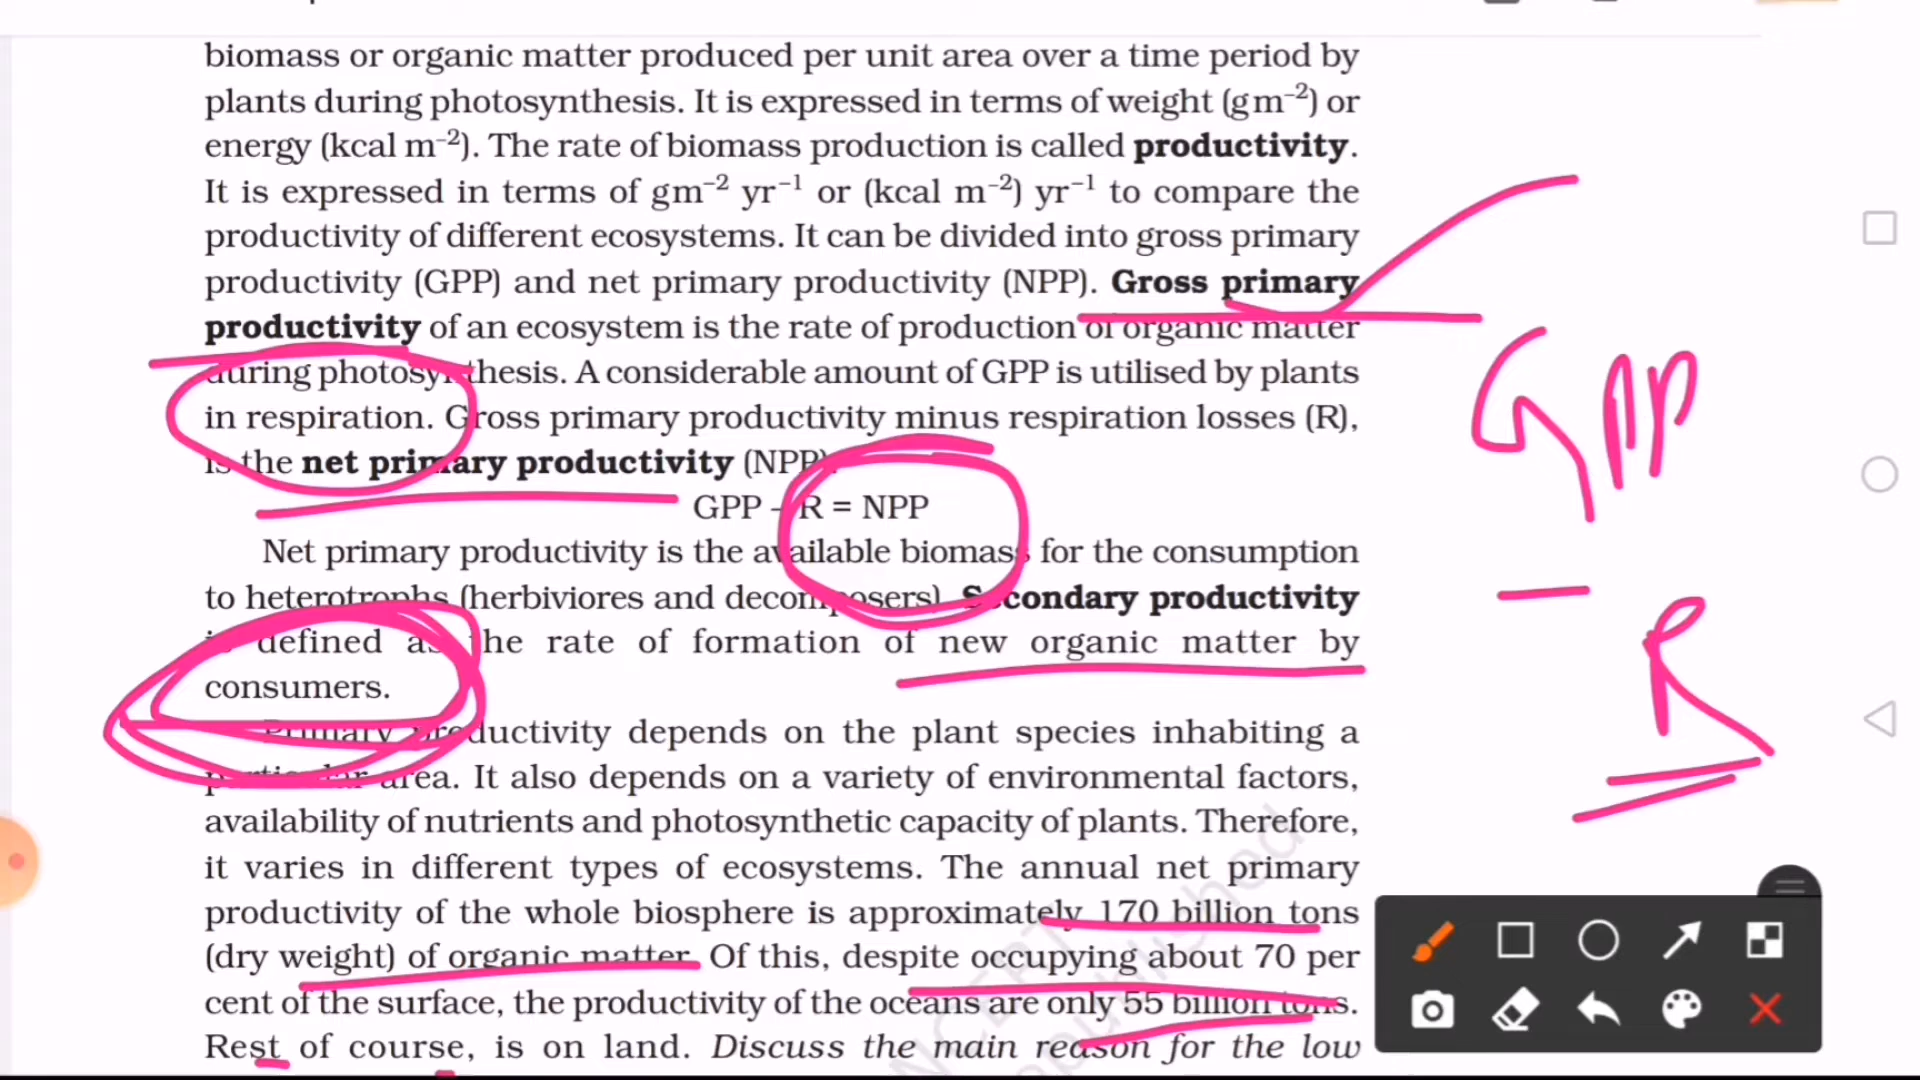 biomass or organic matter produced per unit area over a time period by
plants during photosynthesis. It is expressed in terms of weight (gm⁻²) or
energy (kcal m⁻²). The rate of biomass production is called productivity.
It is expressed in terms of gm⁻² yr⁻¹ or (kcal m⁻²) yr⁻¹ to compare the
productivity of different ecosystems. It can be divided into gross primary
productivity (GPP) and net primary productivity (NPP). Gross primary
productivity of an ecosystem is the rate of production of organic matter
during photosynthesis. A considerable amount of GPP is utilised by plants
in respiration. Gross primary productivity minus respiration losses (R),
is the net primary productivity (NPP).
GPP – R = NPP
Net primary productivity is the available biomass for the consumption
to heterotrophs (herbiviores and decomposers). Secondary productivity
is defined as the rate of formation of new organic matter by
consumers.
Primary productivity depends on the plant species inhabiting a
particular area. It also depends on a variety of environmental factors,
availability of nutrients and photosynthetic capacity of plants. Therefore,
it varies in different types of ecosystems. The annual net primary
productivity of the whole biosphere is approximately 170 billion tons
(dry weight) of organic matter. Of this, despite occupying about 70 per
cent of the surface, the productivity of the oceans are only 55 billion tons.
Rest of course, is on land. Discuss the main reason for the low
GPP
– R
NCERT
republished